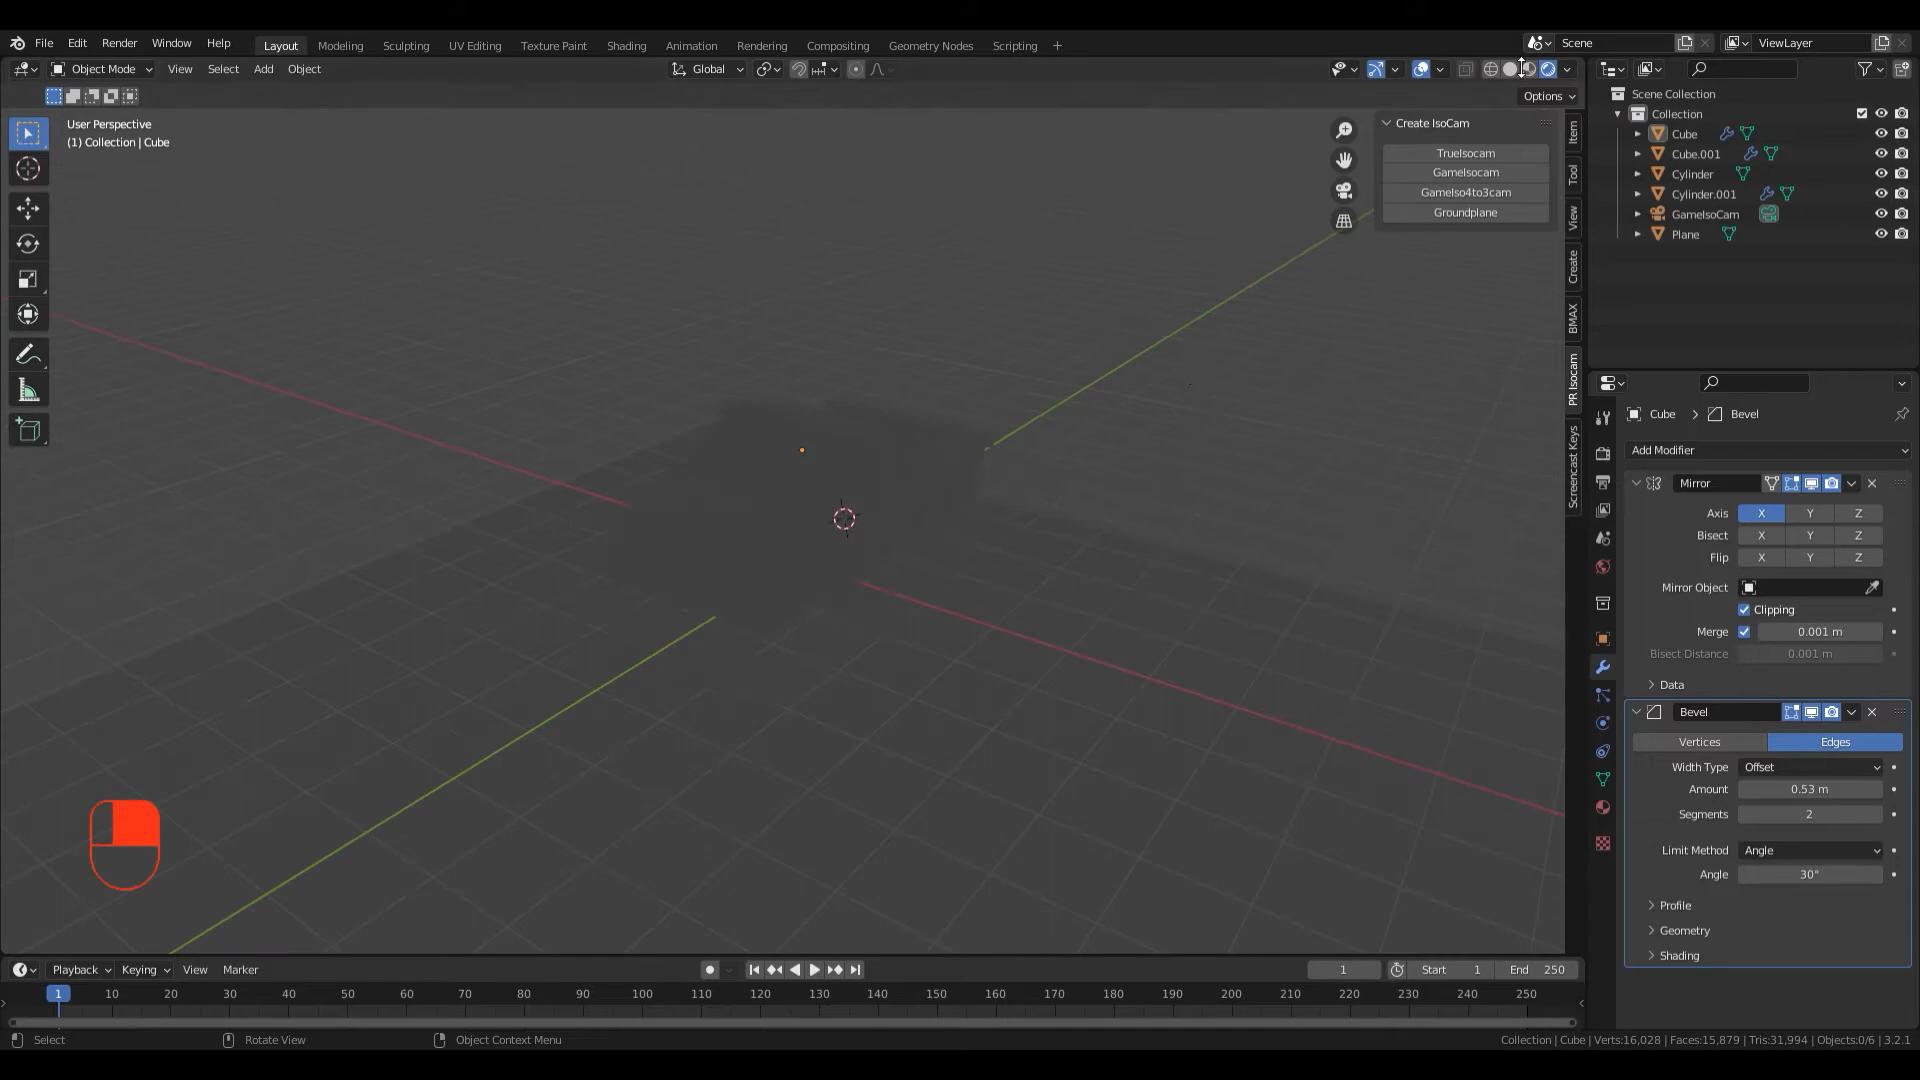 File Edit Render Window Help Layout Modeling Sculpting UV Editing Texture Paint Shading Animation Rendering Compositing Geometry Nodes Scripting + Scene ViewLayer
Object Mode View Select Add Object Global
Options
User Perspective
(1) Collection | Cube
Create IsoCam
TrueIsocam
GameIsocam
GameIso4to3cam
Groundplane
Item
Tool
View
Create
BMAX
PR Isocam
Screencast Keys
Scene Collection
Collection
Cube
Cube.001
Cylinder
Cylinder.001
GameIsoCam
Plane
Cube > Bevel
Add Modifier
Mirror
Axis X Y Z
Bisect X Y Z
Flip X Y Z
Mirror Object
Clipping
Merge 0.001 m
Bisect Distance 0.001 m
Data
Bevel
Vertices Edges
Width Type Offset
Amount 0.53 m
Segments 2
Limit Method Angle
Angle 30°
Profile
Geometry
Shading
Playback Keying View Marker 1 Start 1 End 250
1 10 20 30 40 50 60 70 80 90 100 110 120 130 140 150 160 170 180 190 200 210 220 230 240 250
Select Rotate View Object Context Menu Collection | Cube | Verts:16,028 | Faces:15,879 | Tris:31,994 | Objects:0/6 | 3.2.1